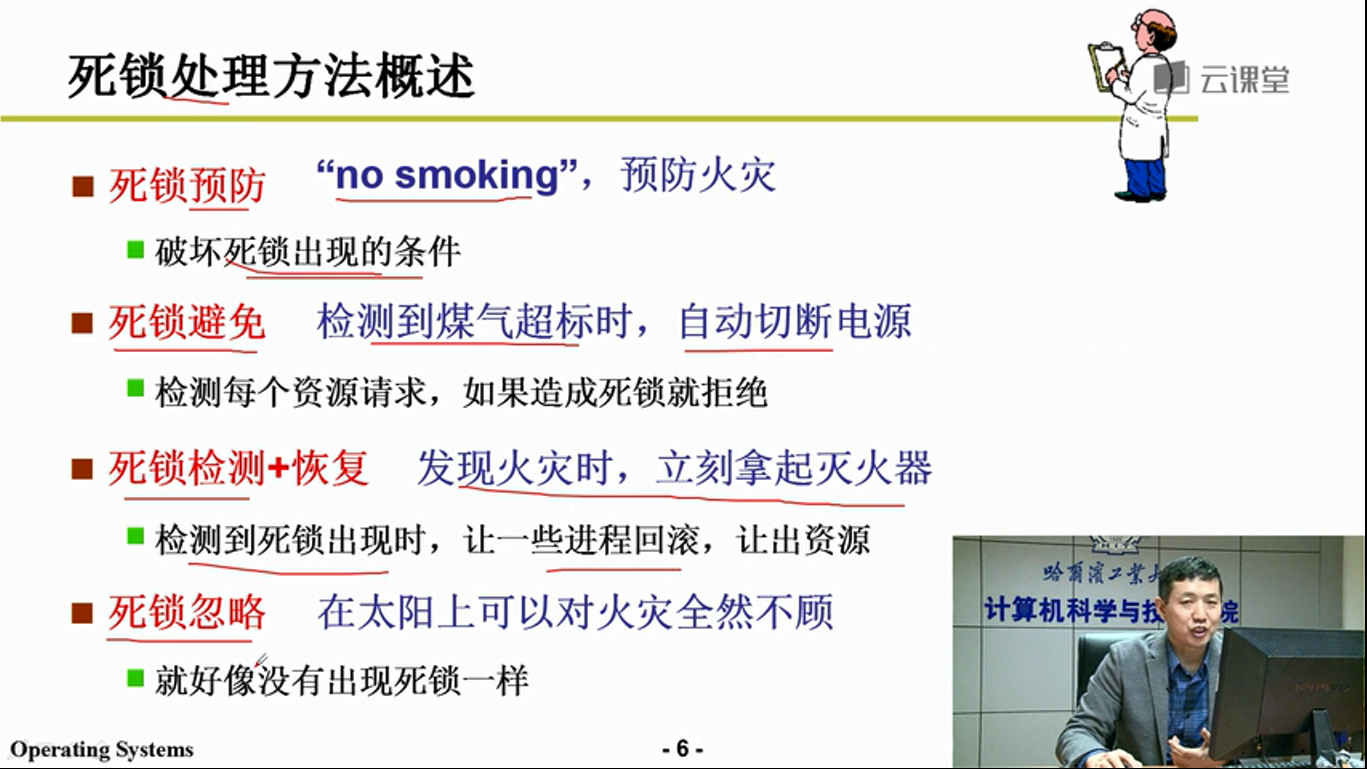 死锁处理方法概述
云课堂
死锁预防 “no smoking”，预防火灾
破坏死锁出现的条件
死锁避免 检测到煤气超标时，自动切断电源
检测每个资源请求，如果造成死锁就拒绝
死锁检测+恢复 发现火灾时，立刻拿起灭火器
检测到死锁出现时，让一些进程回滚，让出资源
死锁忽略 在太阳上可以对火灾全然不顾
就好像没有出现死锁一样
哈爾濱工業大
计算机科学与技 院
Operating Systems
- 6 -